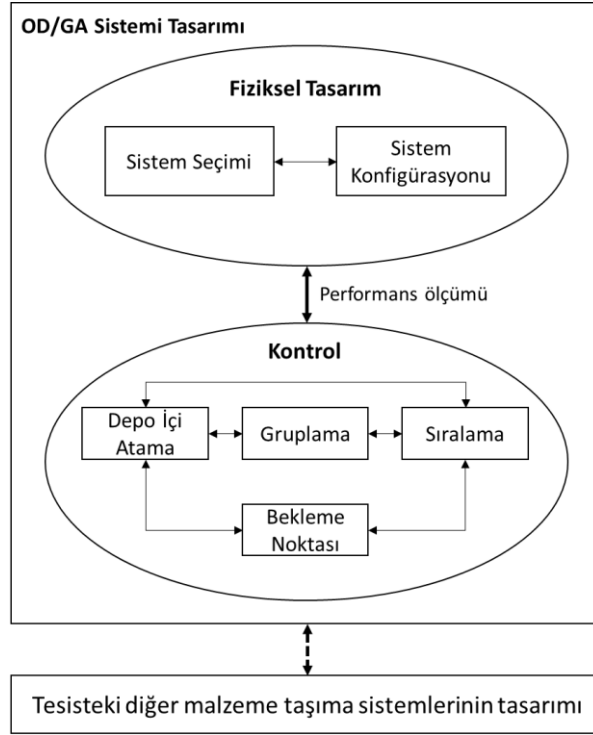 OD/GA Sistemi Tasarımı
Fiziksel Tasarım
Sistem Seçimi
Sistem
Konfigürasyonu
Performans ölçümü
Kontrol
Depo İçi
Atama
Gruplama
Sıralama
Bekleme
Noktası
Tesisteki diğer malzeme taşıma sistemlerinin tasarımı